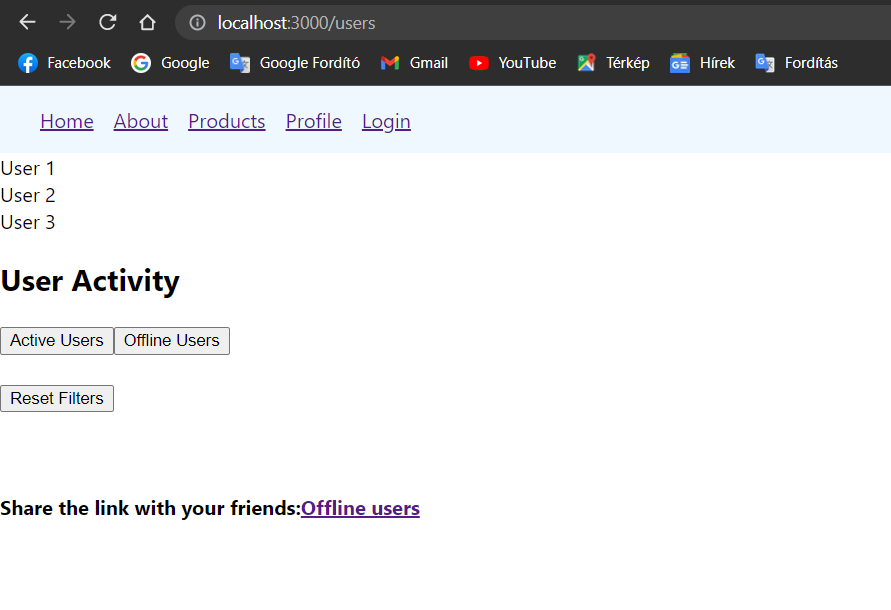 localhost:3000/users
Facebook Google Google Fordító Gmail YouTube Térkép Hírek Fordítás
Home About Products Profile Login
User 1
User 2
User 3
User Activity
Active Users Offline Users
Reset Filters
Share the link with your friends:Offline users